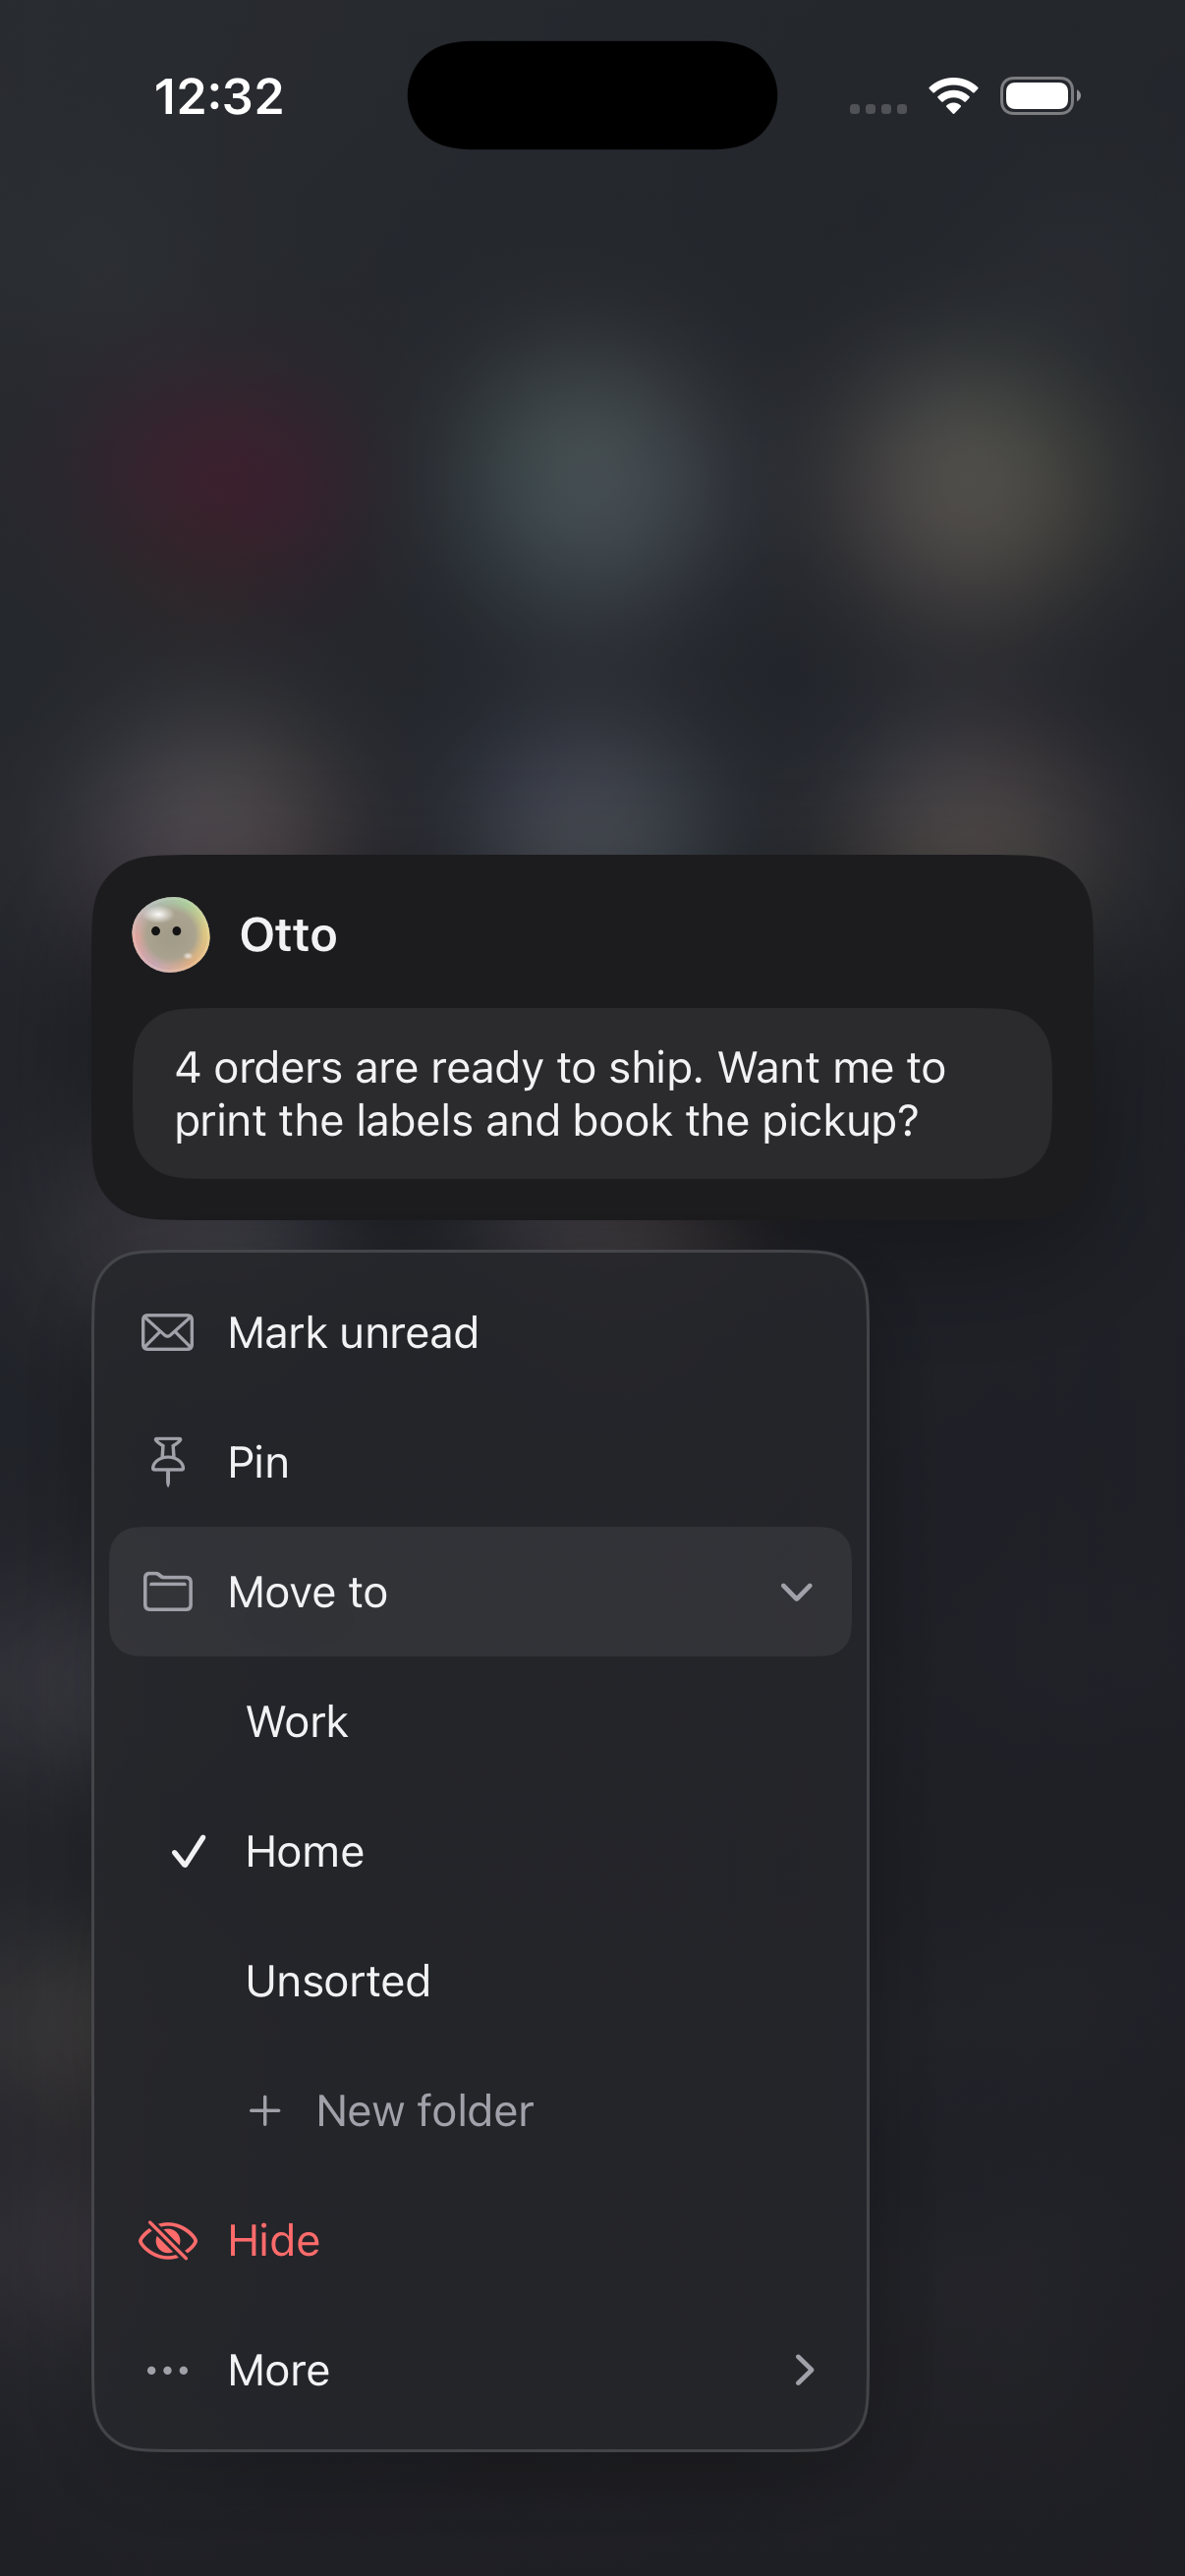 12:32
Otto
4 orders are ready to ship. Want me to
print the labels and book the pickup?
Mark unread
Pin
Move to
Work
Home
Unsorted
New folder
Hide
More